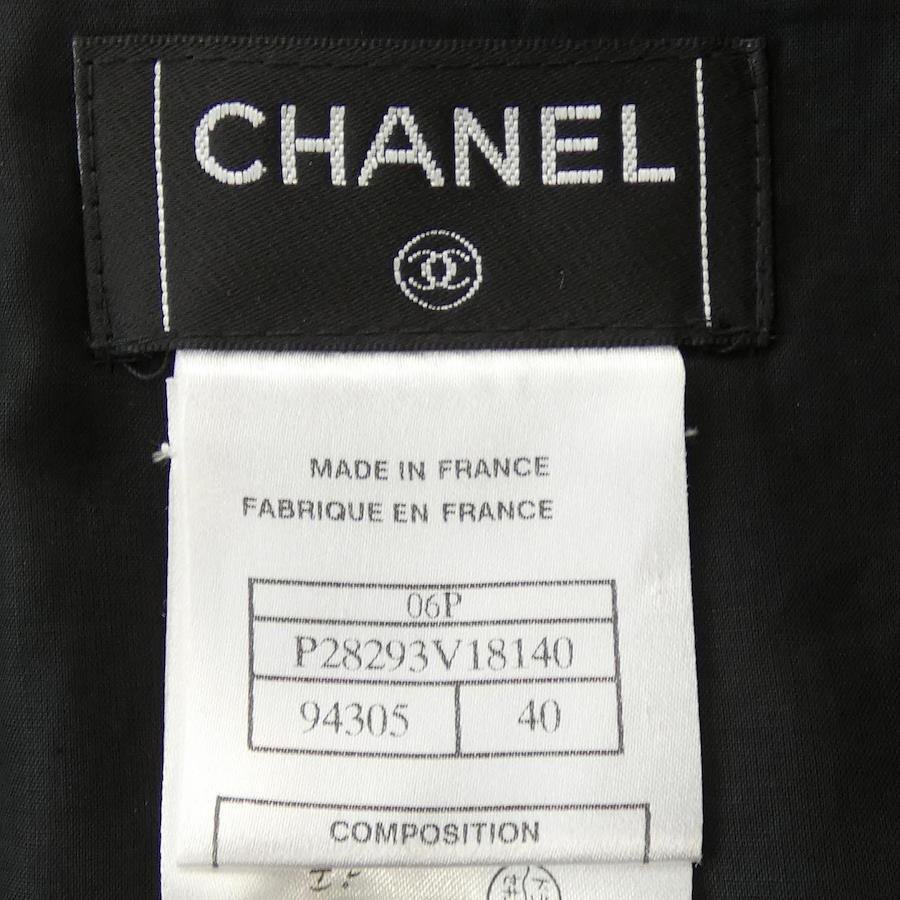 CHANEL
MADE IN FRANCE
FABRIQUE EN FRANCE
06P
P28293V18140
94305 40
COMPOSITION